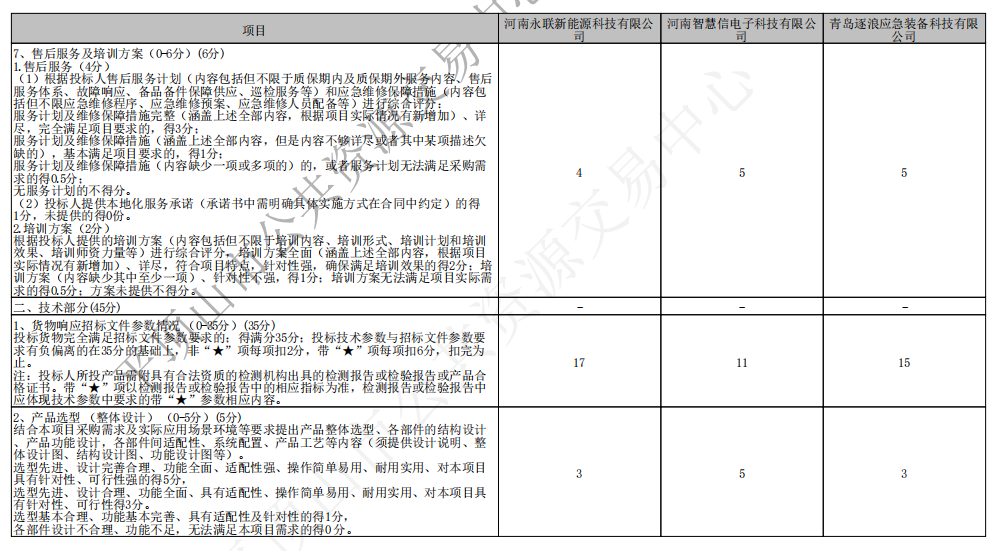 项目
河南永联新能源科技有限公
司
河南智慧信电子科技有限公
司
青岛逐浪应急装备科技有限
公司
7、售后服务及培训方案（0-6分）(6分)
1.售后服务（4分）
（1）根据投标人售后服务计划（内容包括但不限于质保期内及质保期外服务内容、售后
服务体系、故障响应、备品备件保障供应、巡检服务等）和应急维修保障措施（内容包
括但不限应急维修程序、应急维修预案、应急维修人员配备等）进行综合评分：
服务计划及维修保障措施完整（涵盖上述全部内容，根据项目实际情况有新增加）、详
尽，完全满足项目要求的，得3分；
服务计划及维修保障措施（涵盖上述全部内容，但是内容不够详尽或者其中某项描述欠
缺的），基本满足项目要求的，得1分；
服务计划及维修保障措施（内容缺少一项或多项的）的，或者服务计划无法满足采购需
求的得0.5分；
无服务计划的不得分。
（2）投标人提供本地化服务承诺（承诺书中需明确具体实施方式在合同中约定）的得
1分，未提供的得0份。
2.培训方案（2分）
根据投标人提供的培训方案（内容包括但不限于培训内容、培训形式、培训计划和培训
效果、培训师资力量等）进行综合评分，培训方案全面（涵盖上述全部内容，根据项目
实际情况有新增加）、详尽，符合项目特点，针对性强，确保满足培训效果的得2分；培
训方案（内容缺少其中至少一项）、针对性不强，得1分；培训方案无法满足项目实际需
求的得0.5分；方案未提供不得分。
4
5
5
二、技术部分(45分)
-
-
-
1、货物响应招标文件参数情况（0-35分）(35分)
投标货物完全满足招标文件参数要求的；得满分35分；投标技术参数与招标文件参数要
求有负偏离的在35分的基础上，非“★”项每项扣2分，带“★”项每项扣6分，扣完为
止。
注：投标人所投产品需附具有合法资质的检测机构出具的检测报告或检验报告或产品合
格证书。带“★”项以检测报告或检验报告中的相应指标为准，检测报告或检验报告中
应体现技术参数中要求的带“★”参数相应内容。
17
11
15
2、产品选型（整体设计）（0-5分）(5分)
结合本项目采购需求及实际应用场景环境等要求提出产品整体选型、各部件的结构设计
、产品功能设计，各部件间适配性、系统配置、产品工艺等内容（须提供设计说明、整
体设计图、结构设计图、功能设计图等）。
选型先进、设计完善合理、功能全面、适配性强、操作简单易用、耐用实用、对本项目
具有针对性、可行性强的得5分，
选型先进、设计合理、功能全面、具有适配性、操作简单易用、耐用实用、对本项目具
有针对性、可行性得3分。
选型基本合理、功能基本完善、具有适配性及针对性的得1分，
各部件设计不合理、功能不足，无法满足本项目需求的得0分。
3
5
3
平顶山市公共资源交易中心